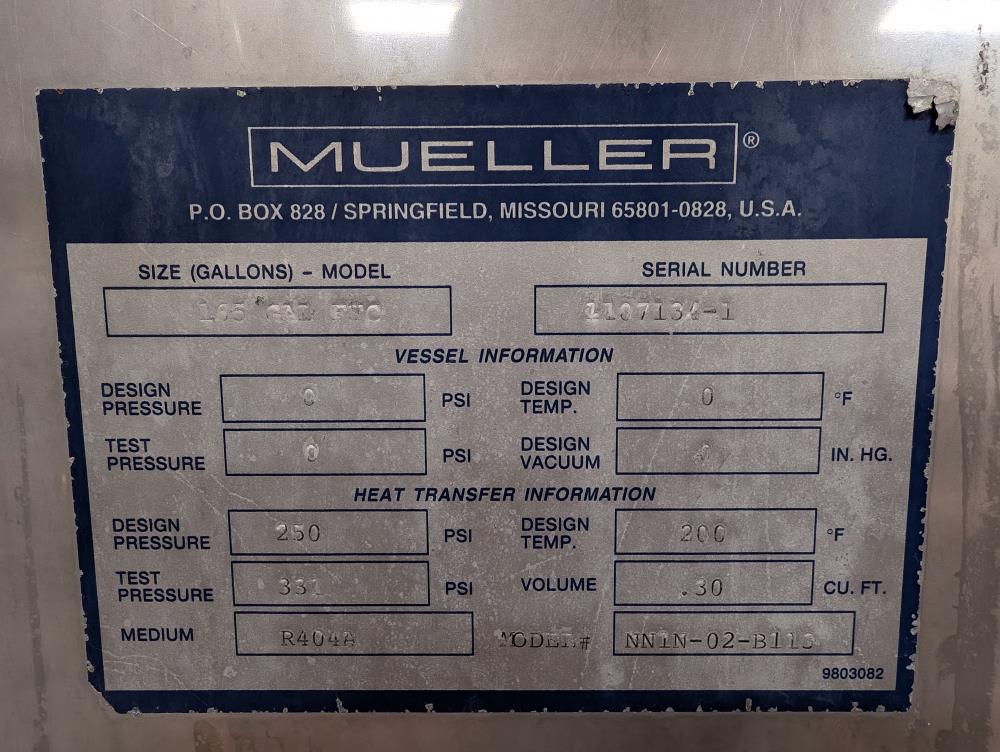 MUELLER®
P.O. BOX 828 / SPRINGFIELD, MISSOURI 65801-0828, U.S.A.
SIZE (GALLONS) – MODEL
SERIAL NUMBER
GAL
VESSEL INFORMATION
DESIGN PRESSURE 0 PSI
DESIGN TEMP. 0 °F
TEST PRESSURE 0 PSI
DESIGN VACUUM IN. HG.
HEAT TRANSFER INFORMATION
DESIGN PRESSURE 250 PSI
DESIGN TEMP. 200 °F
TEST PRESSURE 331 PSI
VOLUME .30 CU. FT.
MEDIUM R404A
MODEL#
9803082